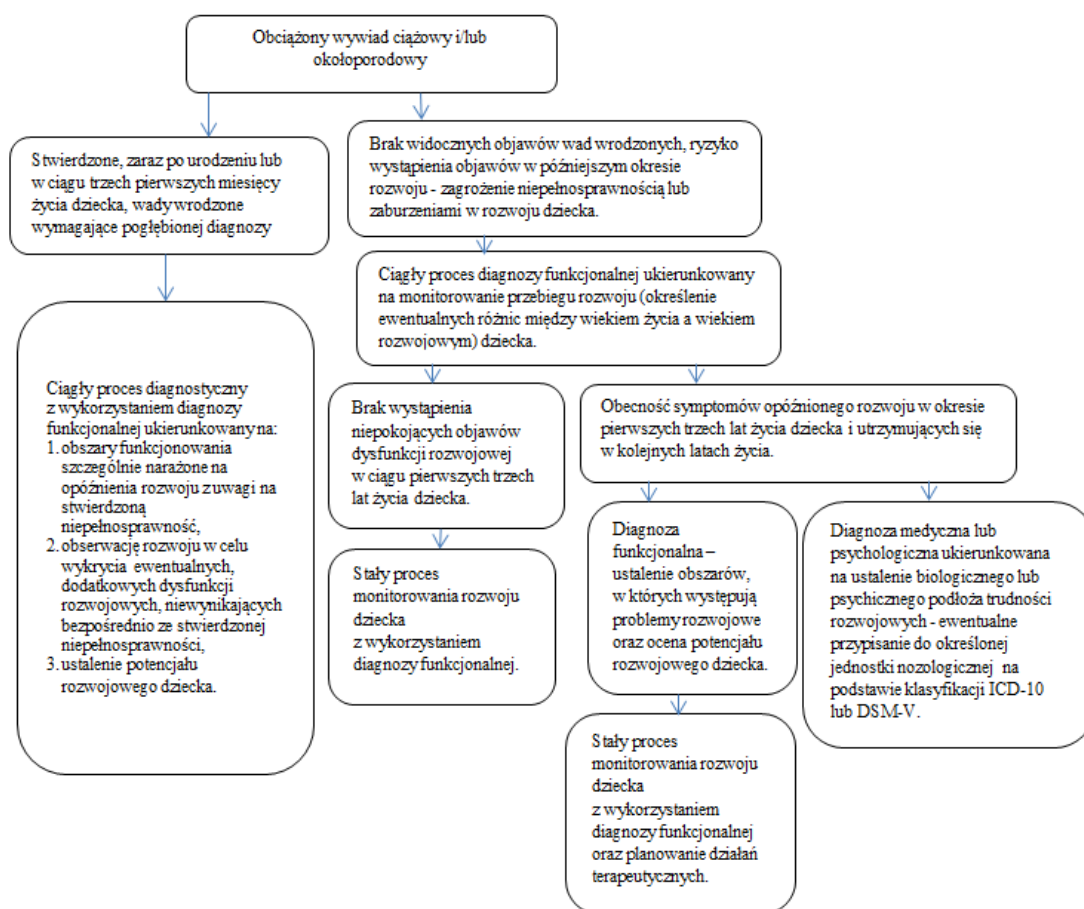 Obciążony wywiad ciążowy i/lub
okołoporodowy
Stwierdzone, zaraz po urodzeniu lub
w ciągu trzech pierwszych miesięcy
życia dziecka, wady wrodzone
wymagające pogłębionej diagnozy
Brak widocznych objawów wad wrodzonych, ryzyko
wystąpienia objawów w późniejszym okresie
rozwoju - zagrożenie niepełnosprawnością lub
zaburzeniami w rozwoju dziecka.
Ciągły proces diagnozy funkcjonalnej ukierunkowany
na monitorowanie przebiegu rozwoju (określenie
ewentualnych różnic między wiekiem życia a wiekiem
rozwojowym) dziecka.
Ciągły proces diagnostyczny
z wykorzystaniem diagnozy
funkcjonalnej ukierunkowany na:
1. obszary funkcjonowania
szczególnie narażone na
opóźnienia rozwoju z uwagi na
stwierdzoną
niepełnosprawność,
2. obserwację rozwoju w celu
wykrycia ewentualnych,
dodatkowych dysfunkcji
rozwojowych, niewynikających
bezpośrednio ze stwierdzonej
niepełnosprawności,
3. ustalenie potencjału
rozwojowego dziecka.
Brak wystąpienia
niepokojących objawów
dysfunkcji rozwojowej
w ciągu pierwszych trzech
lat życia dziecka.
Obecność symptomów opóźnionego rozwoju w okresie
pierwszych trzech lat życia dziecka i utrzymujących się
w kolejnych latach życia.
Stały proces
monitorowania rozwoju
dziecka
z wykorzystaniem
diagnozy funkcjonalnej.
Diagnoza
funkcjonalna –
ustalenie obszarów,
w których występują
problemy rozwojowe
oraz ocena potencjału
rozwojowego dziecka.
Diagnoza medyczna lub
psychologiczna ukierunkowana
na ustalenie biologicznego lub
psychicznego podłoża trudności
rozwojowych - ewentualne
przypisanie do określonej
jednostki nozologicznej na
podstawie klasyfikacji ICD-10
lub DSM-V.
Stały proces
monitorowania rozwoju
dziecka
z wykorzystaniem
diagnozy funkcjonalnej
oraz planowanie działań
terapeutycznych.